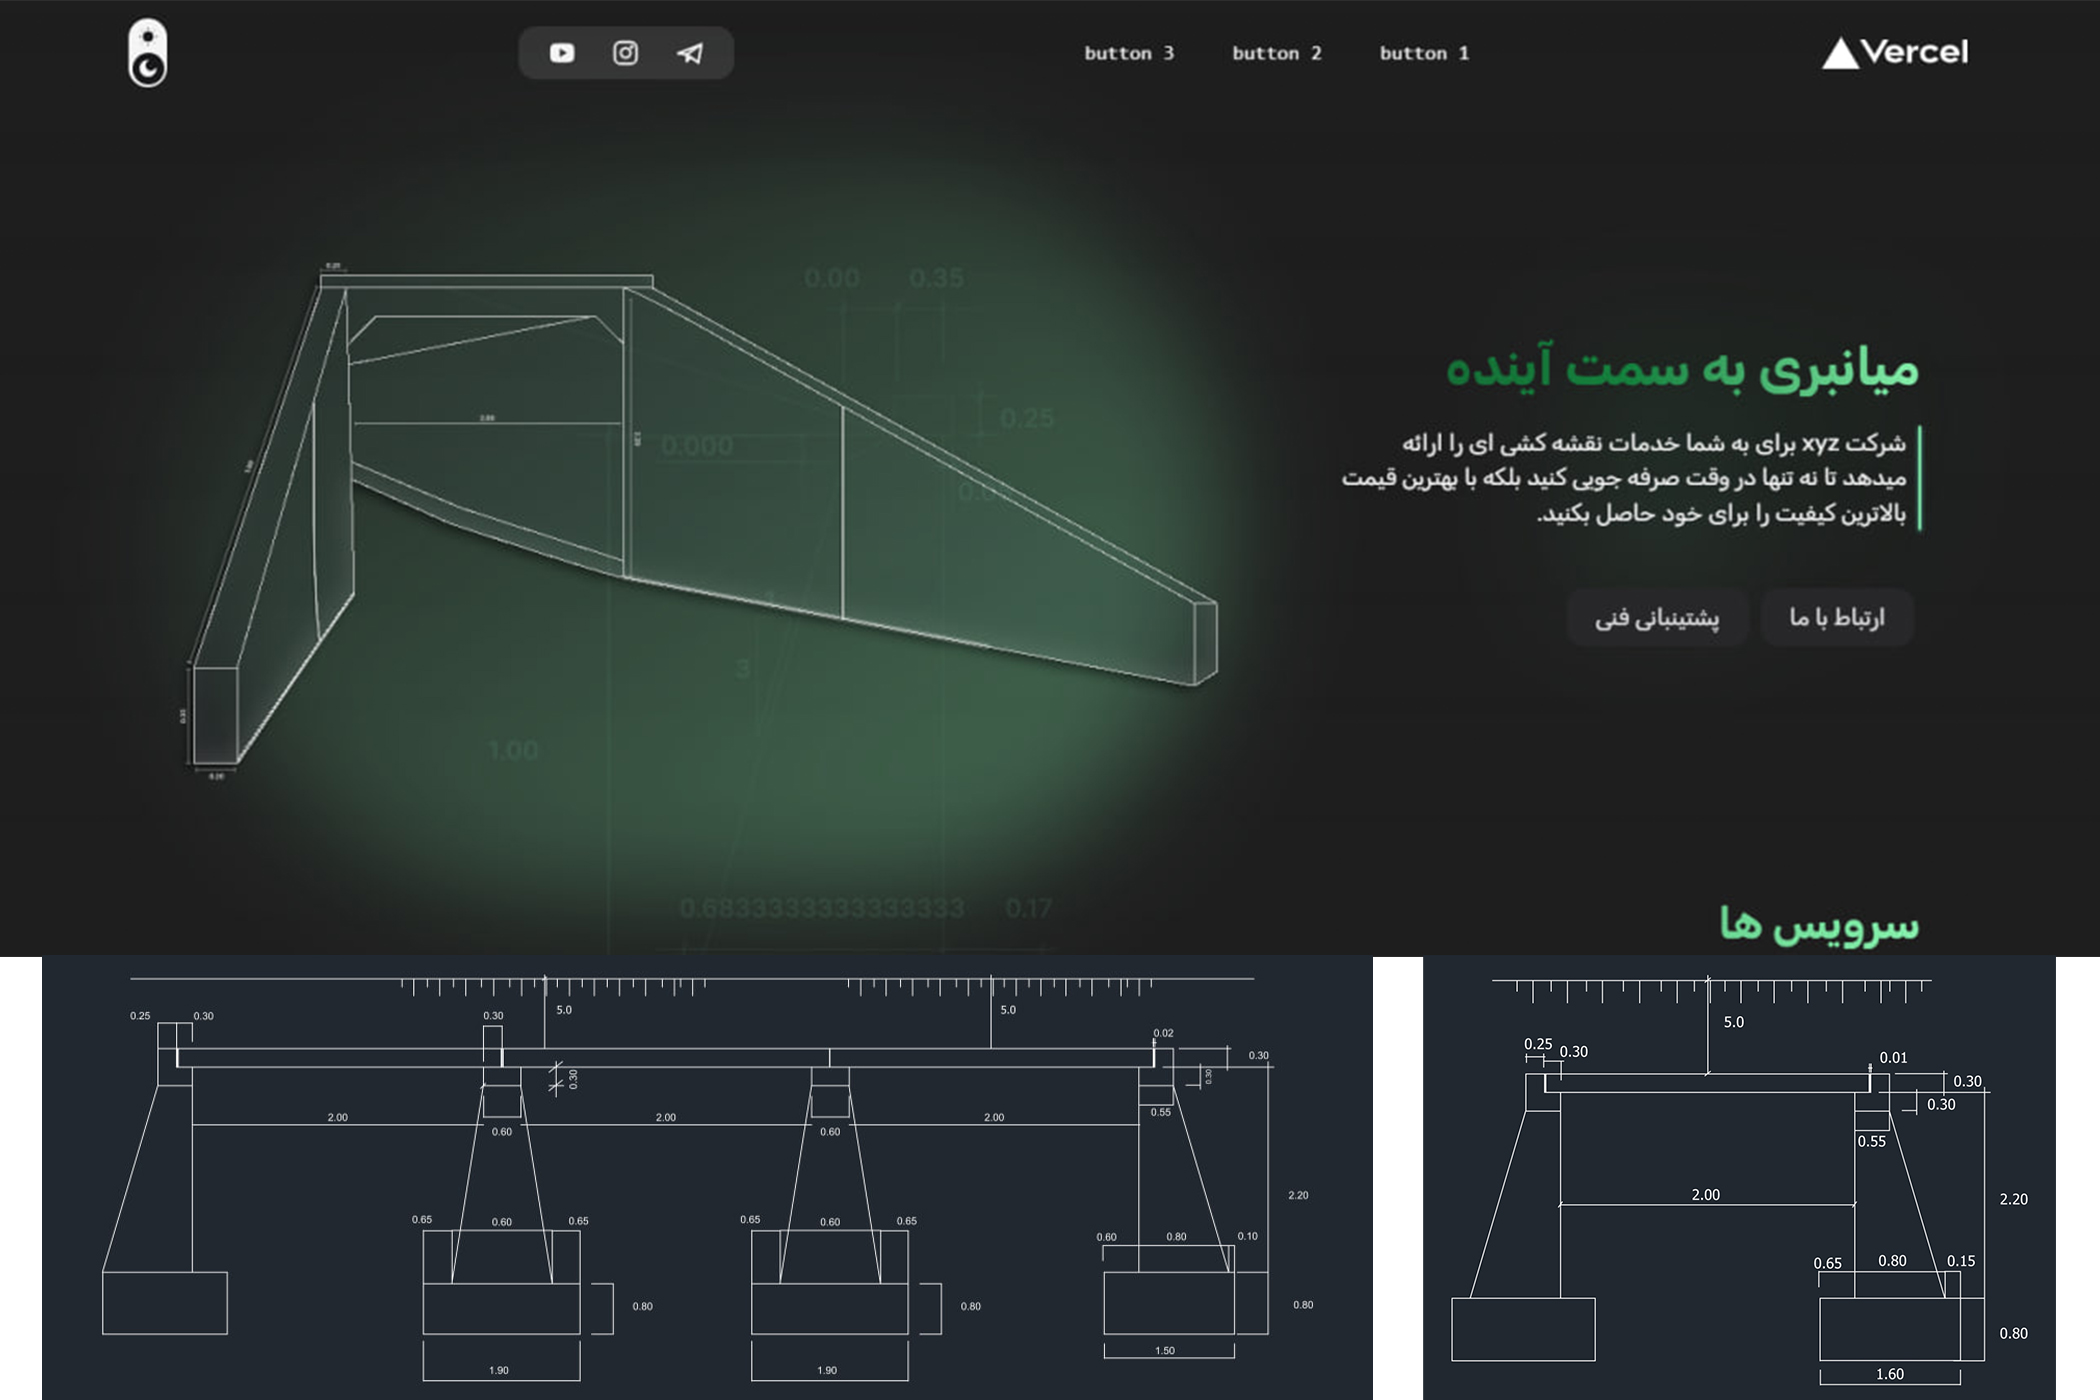 Vercel
button 3 button 2 button 1
میانبری به سمت آینده
شرکت xyz برای به شما خدمات نقشه کشی ای را ارائه
میدهد تا نه تنها در وقت صرفه جویی کنید بلکه با بهترین قیمت
بالاترین کیفیت را برای خود حاصل بکنید.
ارتباط با ما
پشتینبانی فنی
سرویس ها
0.00 0.35
0.25
0.000
3
1.00
0.6833333333333333 0.17
5.0 5.0
0.25 0.30 0.30
0.02
0.30
0.30 0.30
2.00 2.00 2.00
0.55
0.60 0.60
2.20
0.65 0.60 0.65 0.65 0.60 0.65
0.60 0.80 0.10
0.80 0.80 0.80
1.90 1.90 1.50
5.0
0.25 0.30
0.01
0.30
0.30
0.55
2.00
2.20
0.65 0.80 0.15
0.80
1.60